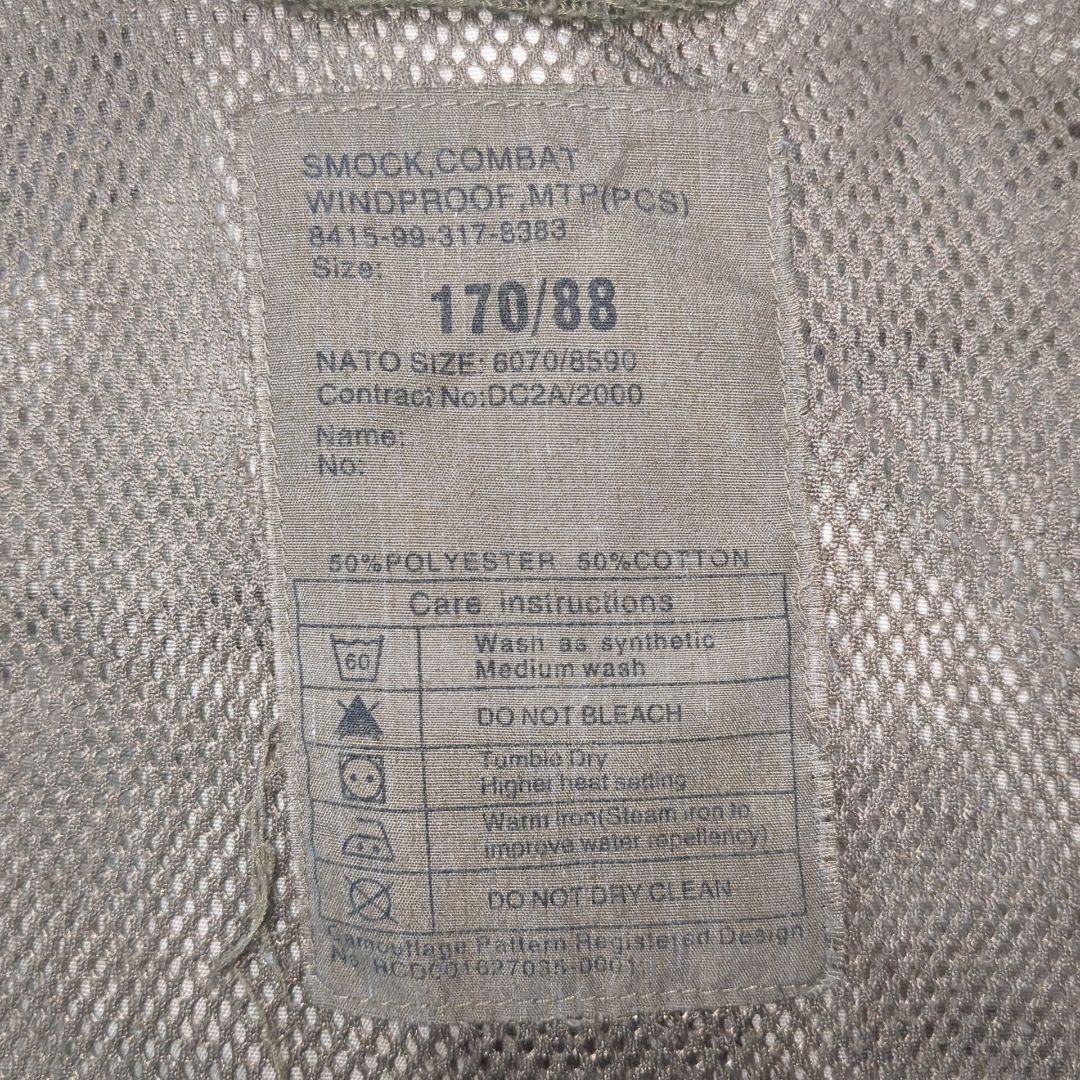 SMOCK,COMBAT
WINDPROOF,MTP(PCS)
8415-99-317-8383
Size:
170/88
NATO SIZE: 6070/8590
Contract No:DC2A/2000
Name:
No:
50%POLYESTER 50%COTTON
Care instructions
60
Wash as synthetic
Medium wash
DO NOT BLEACH
Tumble Dry
Higher heat setting
Warm Iron(Steam iron to
improve water repellency)
DO NOT DRY CLEAN
Camouflage Pattern Registered Design
No.